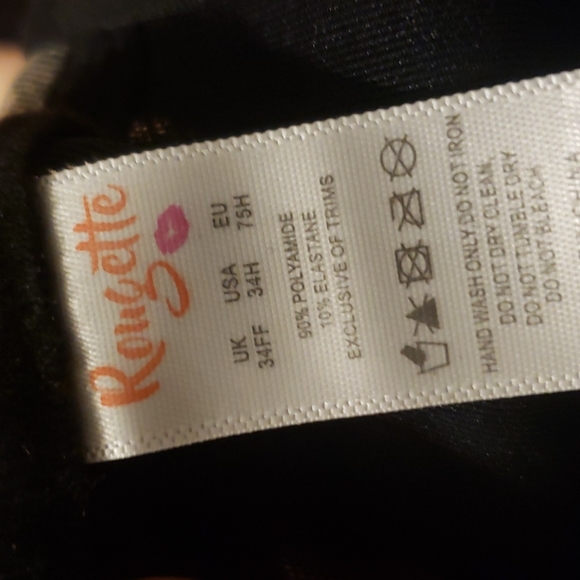 Rougette
UK USA EU
34FF 34H 75H
90% POLYAMIDE
10% ELASTANE
EXCLUSIVE OF TRIMS
HAND WASH ONLY DO NOT IRON
DO NOT DRY CLEAN,
DO NOT TUMBLE DRY
DO NOT BLEACH